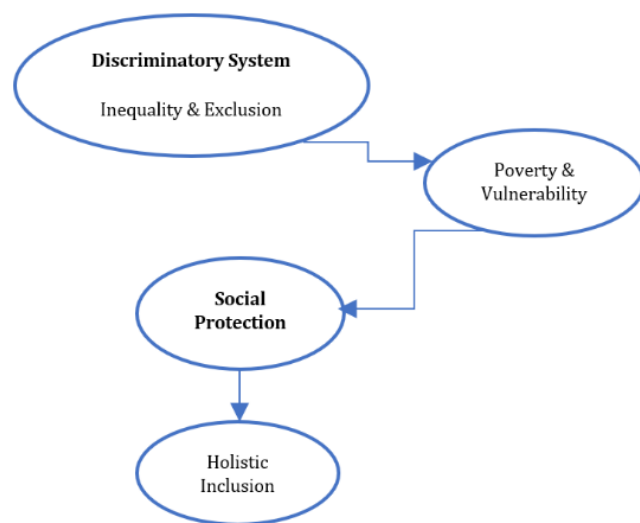 Discriminatory System
Inequality & Exclusion
Poverty &
Vulnerability
Social
Protection
Holistic
Inclusion